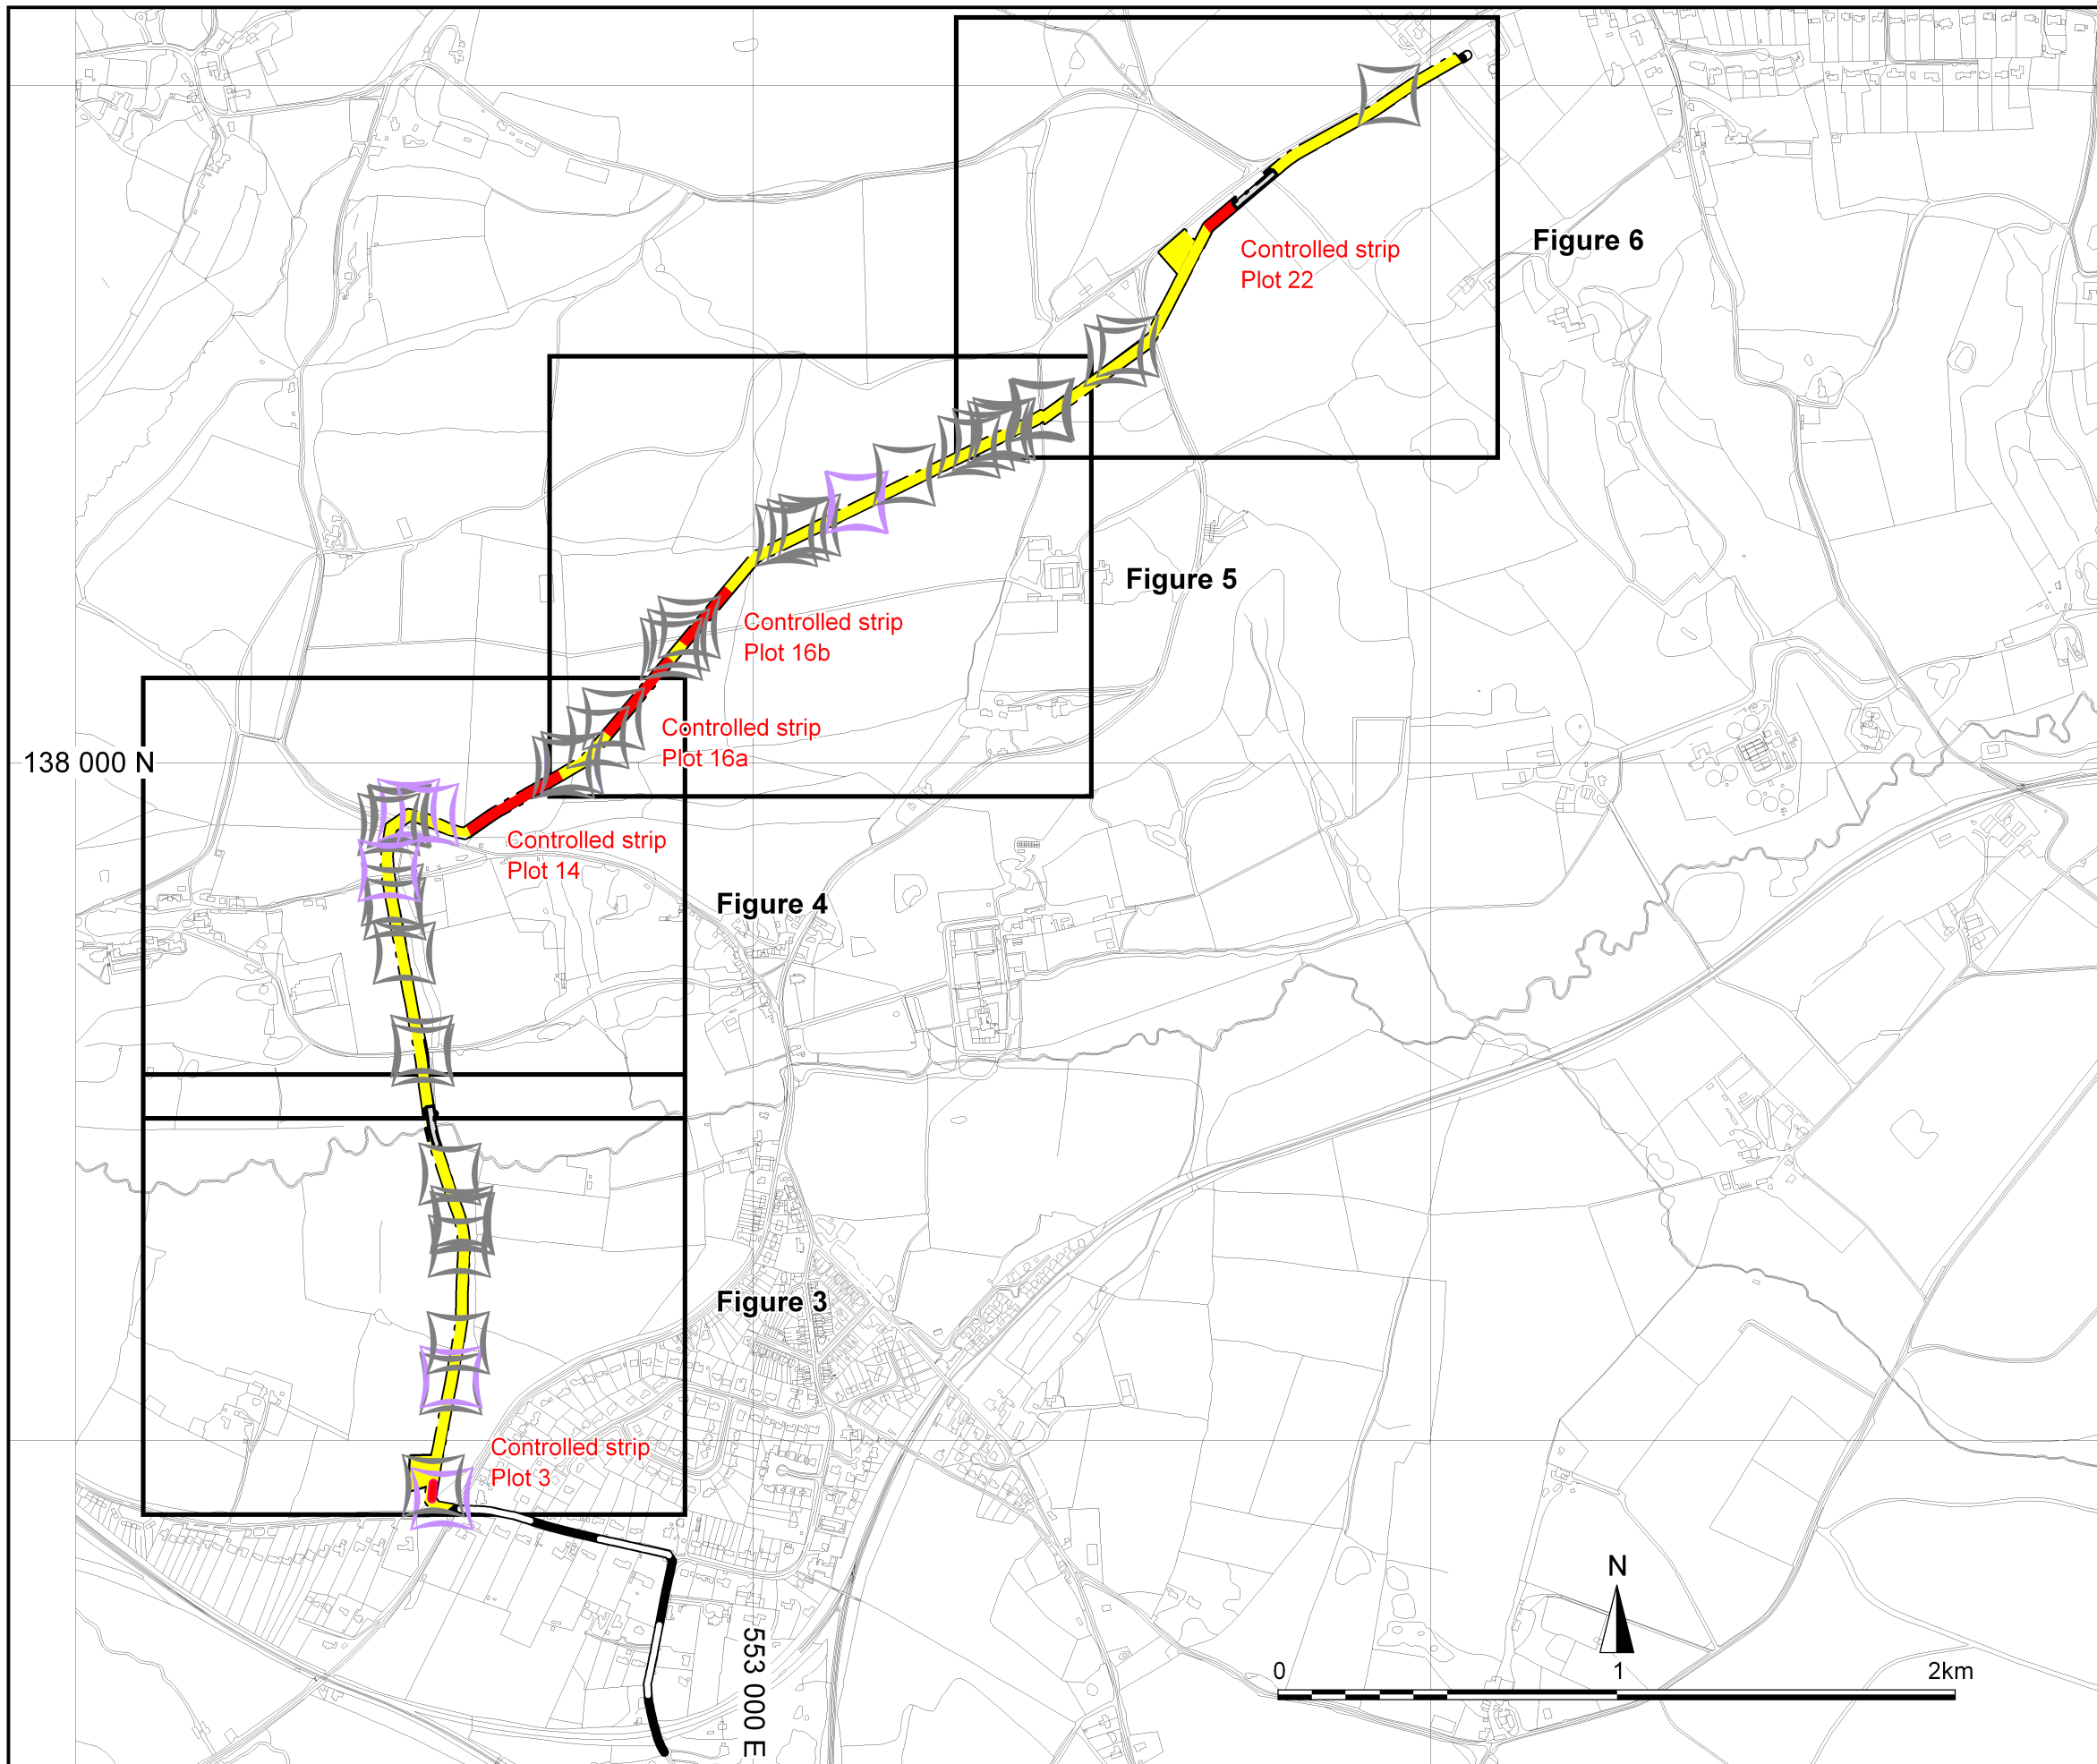 Figure 6
Controlled strip
Plot 22
Figure 5
Controlled strip
Plot 16b
Controlled strip
Plot 16a
138 000 N
Controlled strip
Plot 14
Figure 4
Figure 3
Controlled strip
Plot 3
N
553 000 E
0 1 2km